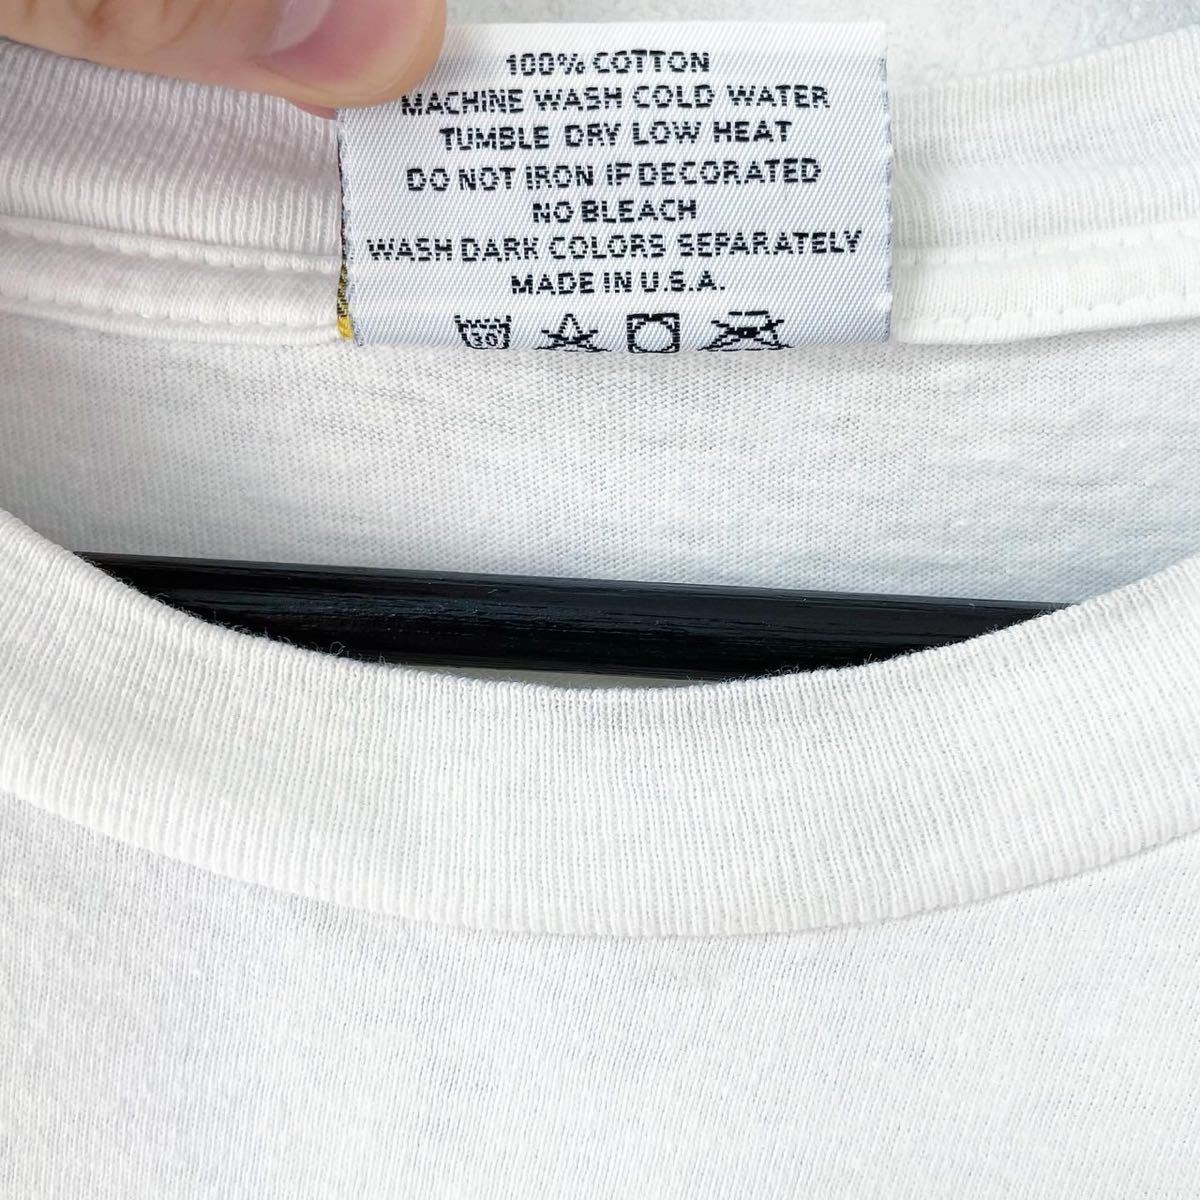 100% COTTON
MACHINE WASH COLD WATER
TUMBLE DRY LOW HEAT
DO NOT IRON IF DECORATED
NO BLEACH
WASH DARK COLORS SEPARATELY
MADE IN U.S.A.
30